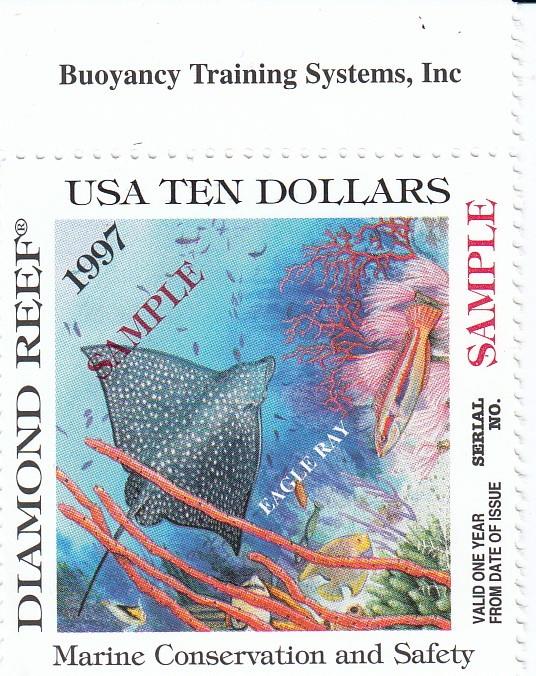 Buoyancy Training Systems, Inc
USA TEN DOLLARS
DIAMOND REEF®
1997
SAMPLE
EAGLE RAY
SAMPLE
SERIAL
NO.
VALID ONE YEAR
FROM DATE OF ISSUE
Marine Conservation and Safety